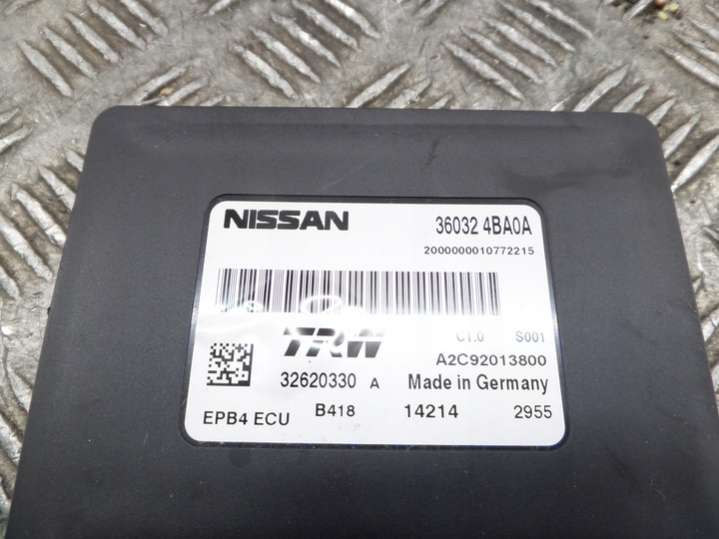 NISSAN 36032 4BA0A
2000000010772215
TRW C1.0 S001
A2C92013800
32620330 A Made in Germany
EPB4 ECU B418 14214 2955